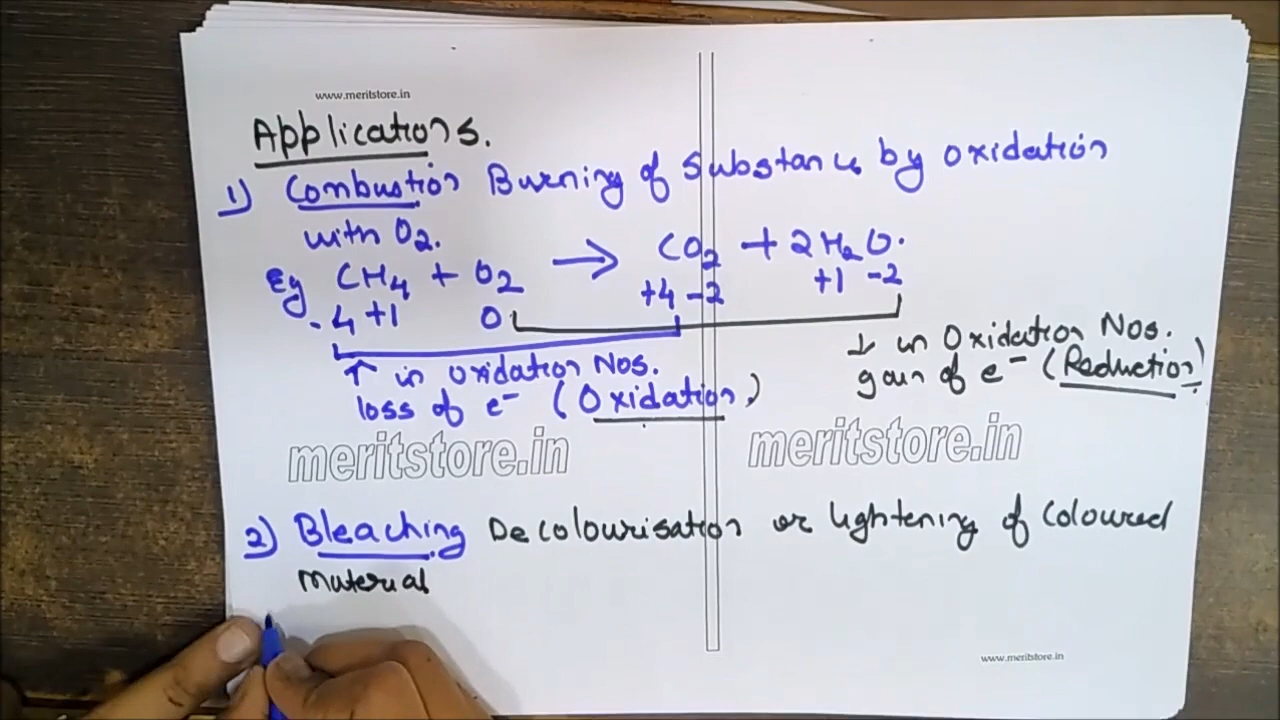 www.meritstore.in
Applications.
1) Combustion Burning of Substance by oxidation
with O2.
Eg CH4 + O2 → CO2 + 2H2O.
-4 +1 0 +4 -2 +1 -2
↑ in oxidation Nos.
loss of e⁻ (Oxidation)
↓ in Oxidation Nos.
gain of e⁻ (Reduction)
meritstore.in meritstore.in
2) Bleaching Decolourisation or lightening of Coloured
Material
www.meritstore.in